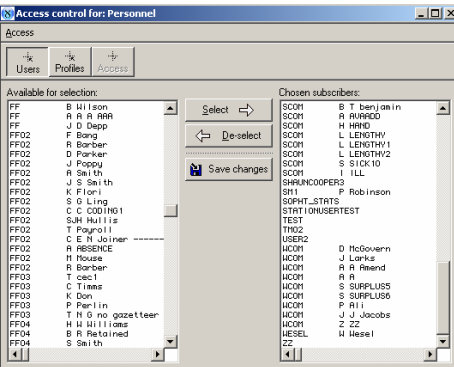 Access control for: Personnel
Access
Users Profiles Access
Available for selection:
FF B Wilson
FF A A A AAA
FF J D Depp
FF02 F Bang
FF02 R Barber
FF02 D Parker
FF02 J Poppy
FF02 A Smith
FF02 J S Smith
FF02 K Flori
FF02 S G Ling
FF02 C C CODING1
FF02 SJH Hullis
FF02 T Payroll
FF02 C E N Joiner ------
FF02 A ABSENCE
FF02 M Mouse
FF02 R Barber
FF03 T cec1
FF03 C Timms
FF03 K Don
FF03 P Perlin
FF03 T N G no gazetteer
FF04 H W Williams
FF04 B R Retained
FF04 S Smith
Select
De-select
Save changes
Chosen subscribers:
SCOM B T benjamin
SCOM A AVAADD
SCOM H HAND
SCOM L LENGTHY
SCOM L LENGTHY1
SCOM L LENGTHY2
SCOM S SICK10
SCOM I ILL
SHAUNCOOPER3
SM1 P Robinson
SOPHT_STATS
STATIONUSERTEST
TEST
TMO2
USER2
WCOM D McGovern
WCOM J Larks
WCOM A A Amend
WCOM A A
WCOM S SURPLUS5
WCOM S SURPLUS6
WCOM P Ali
WCOM J J Jacobs
WCOM Z ZZ
WESEL W Wesel
ZZ